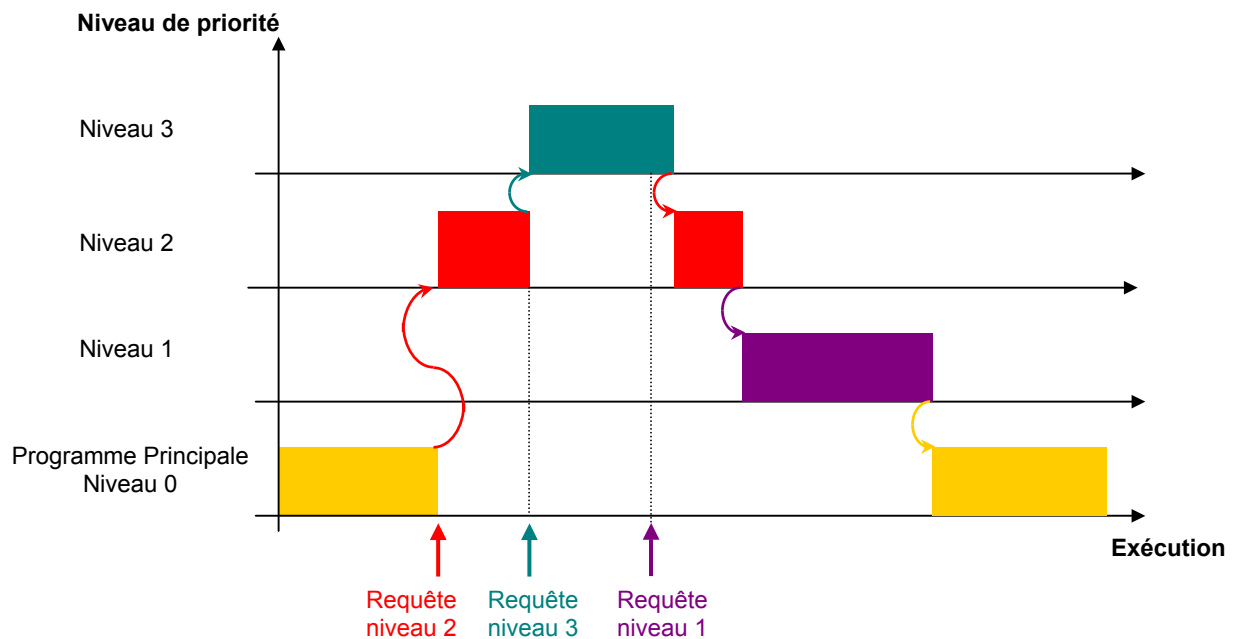 Niveau de priorité
Niveau 3
Niveau 2
Niveau 1
Programme Principale
Niveau 0
Exécution
Requête
niveau 2
Requête
niveau 3
Requête
niveau 1